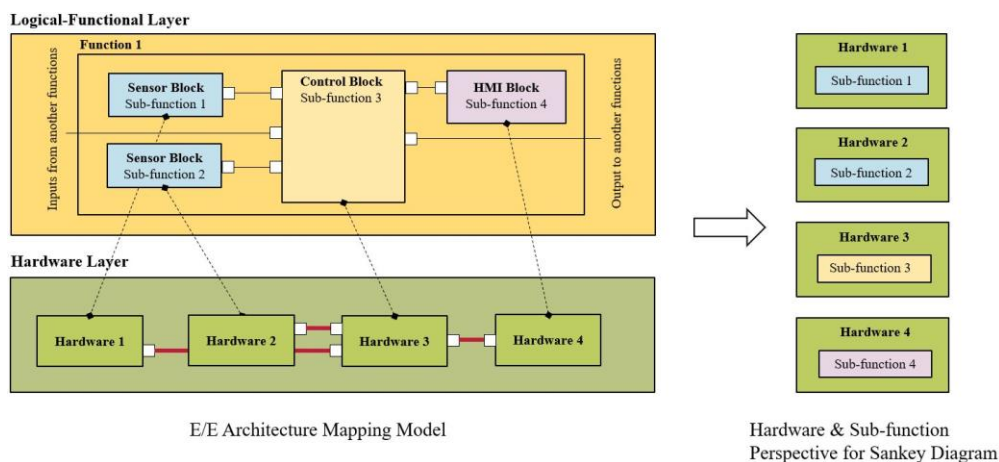 Logical-Functional Layer
Function 1
Inputs from another functions
Sensor Block
Sub-function 1
Sensor Block
Sub-function 2
Control Block
Sub-function 3
HMI Block
Sub-function 4
Output to another functions
Hardware Layer
Hardware 1
Hardware 2
Hardware 3
Hardware 4
E/E Architecture Mapping Model
Hardware 1
Sub-function 1
Hardware 2
Sub-function 2
Hardware 3
Sub-function 3
Hardware 4
Sub-function 4
Hardware & Sub-function
Perspective for Sankey Diagram